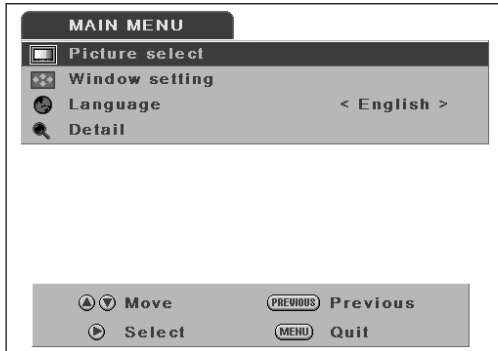 MAIN MENU
Picture select
Window setting
Language < English >
Detail
Move PREVIOUS Previous
Select MENU Quit